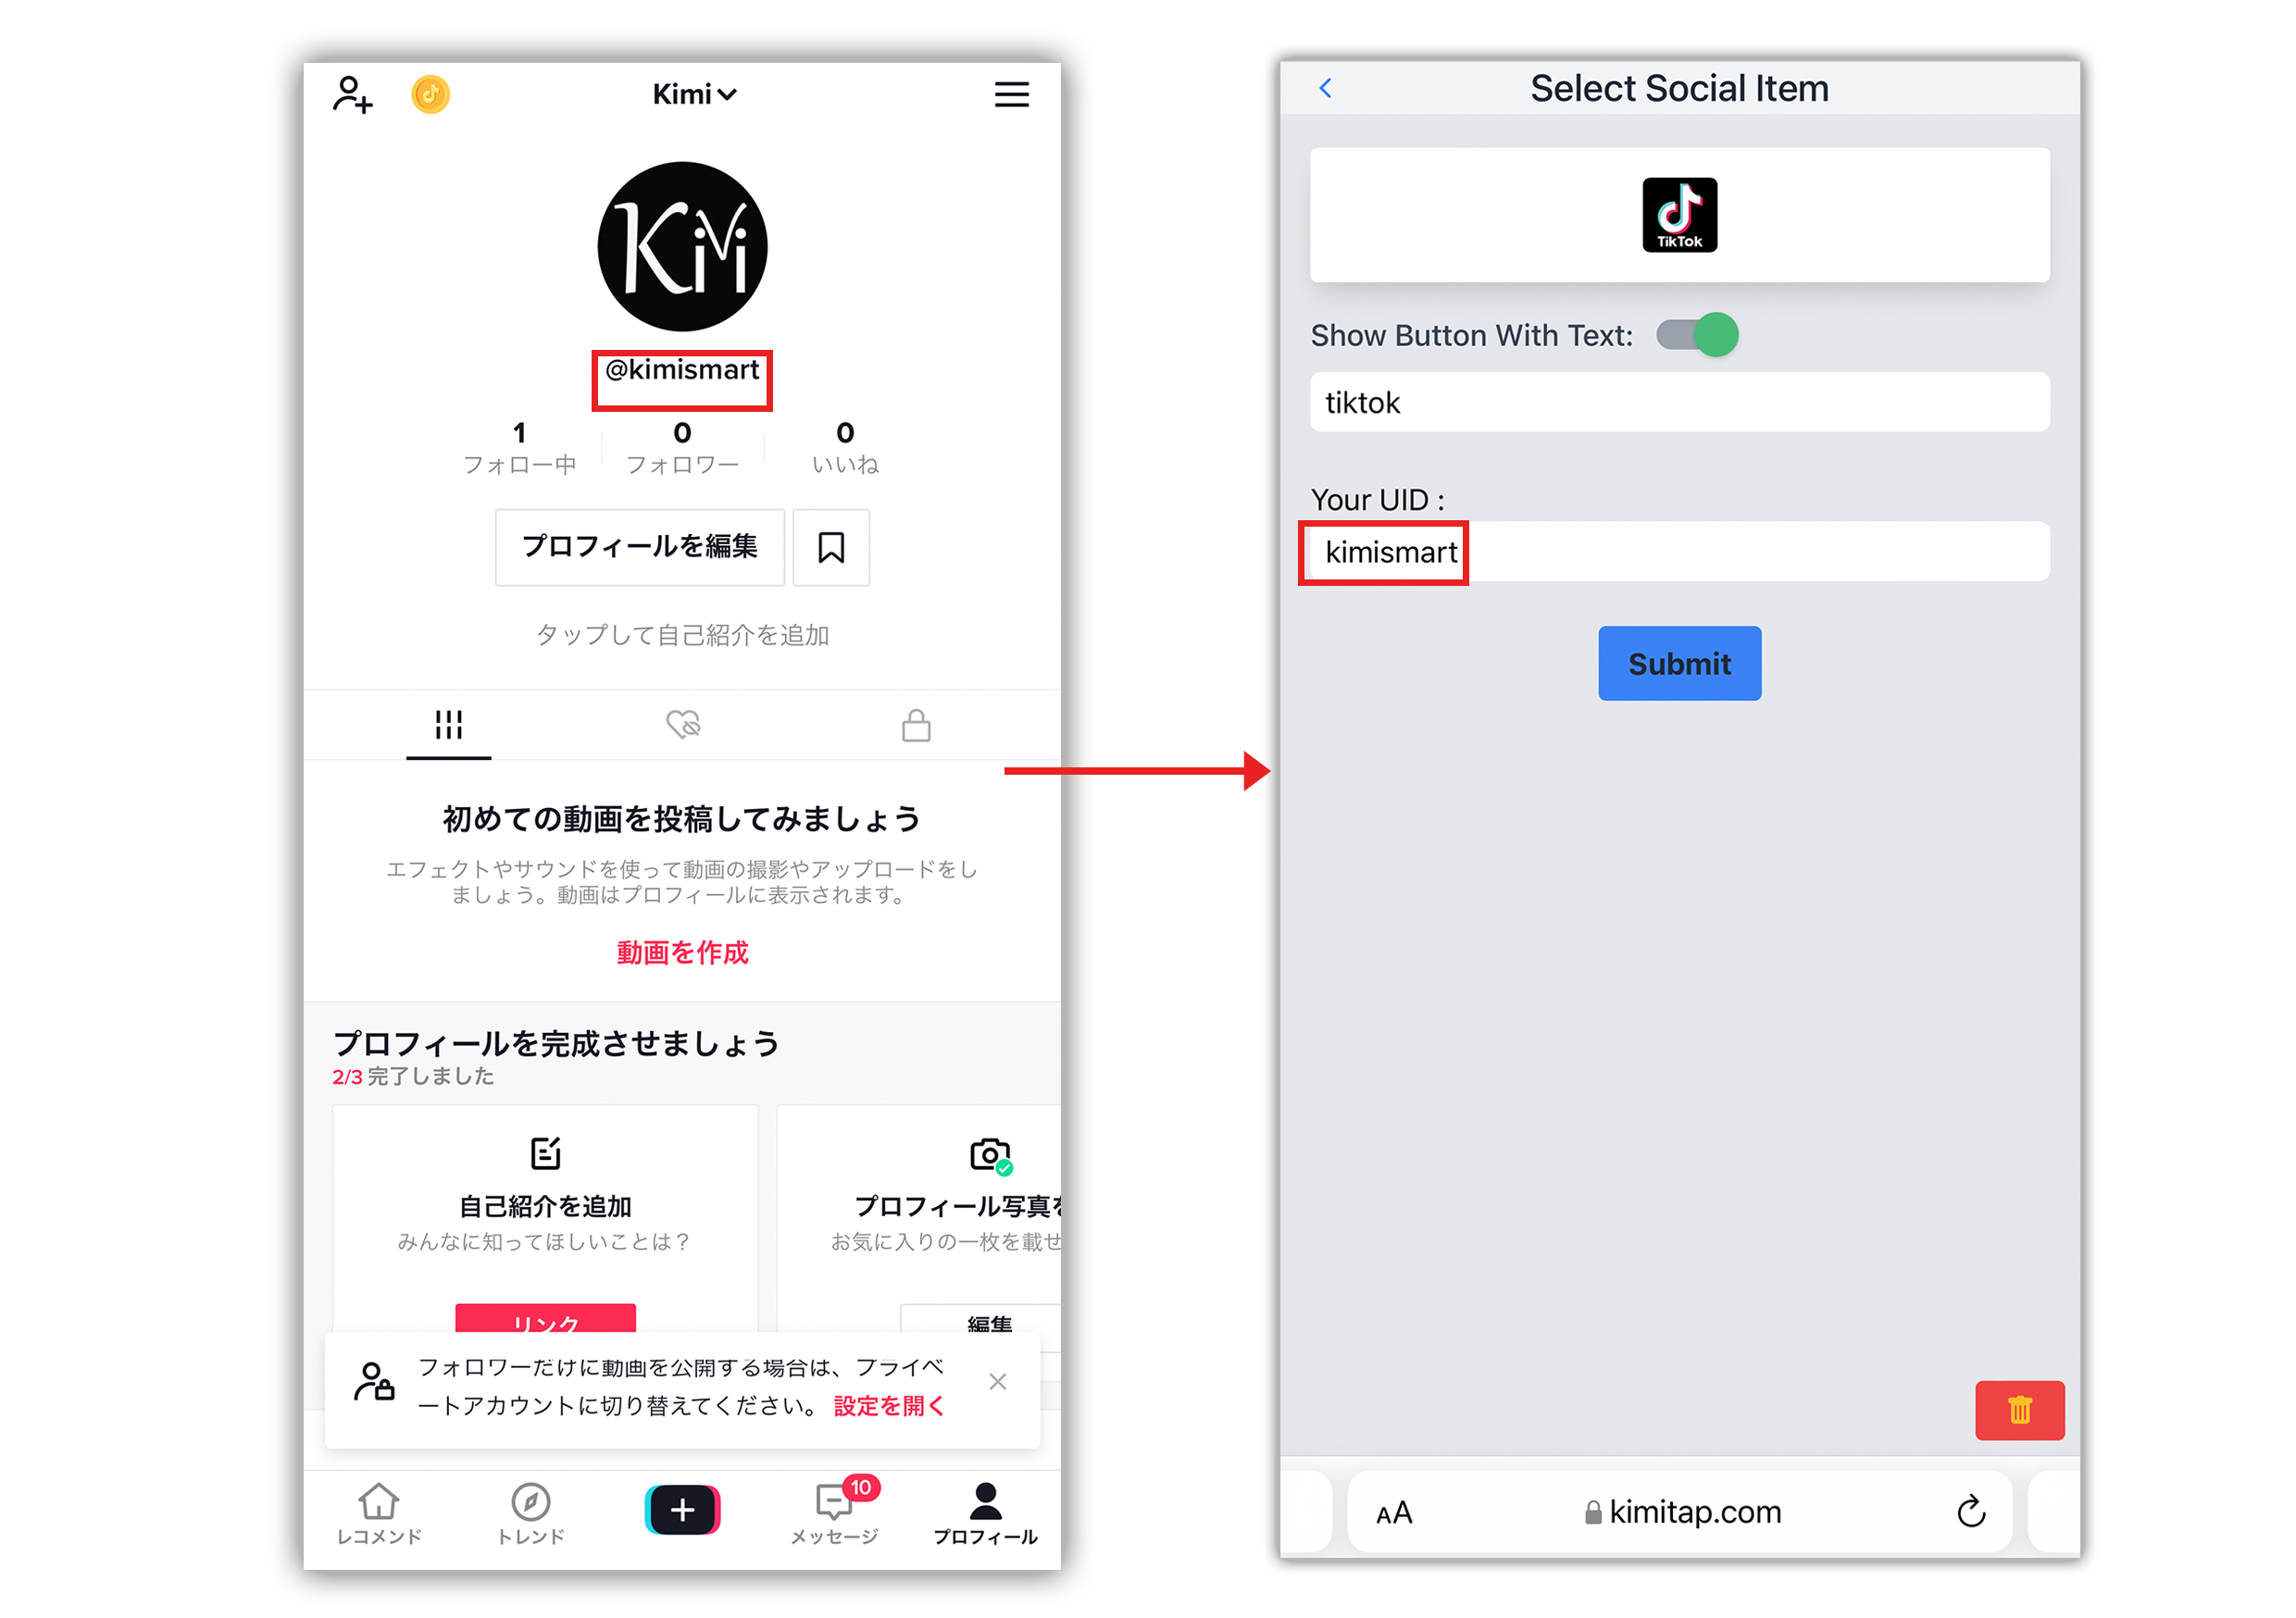 Kimi
KiMi
@kimismart
1
0
0
フォロー中
フォロワー
いいね
プロフィールを編集
タップして自己紹介を追加
初めての動画を投稿してみましょう
エフェクトやサウンドを使って動画の撮影やアップロードをし
ましょう。動画はプロフィールに表示されます。
動画を作成
プロフィールを完成させましょう
2/3 完了しました
自己紹介を追加
みんなに知ってほしいことは？
リンク
プロフィール写真を
お気に入りの一枚を載せ
編集
フォロワーだけに動画を公開する場合は、プライベ
ートアカウントに切り替えてください。 設定を開く
レコメンド
トレンド
10
メッセージ
プロフィール
Select Social Item
TikTok
Show Button With Text:
tiktok
Your UID :
kimismart
Submit
AA
kimitap.com